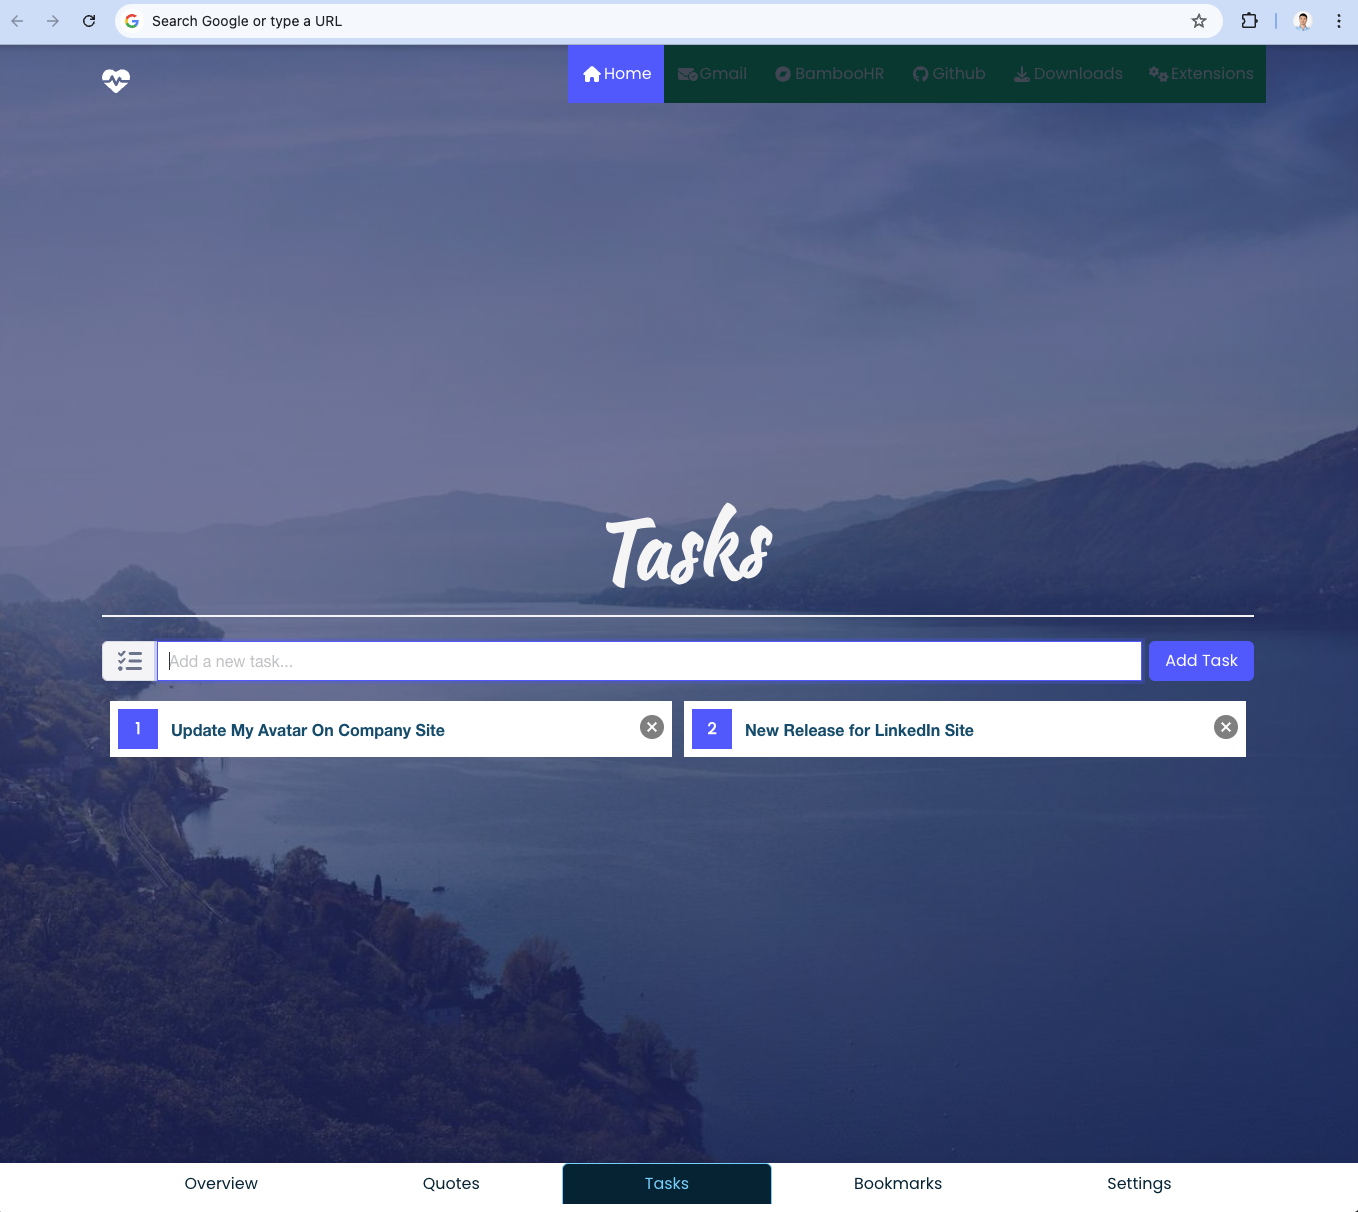 Search Google or type a URL
Home Gmail BambooHR Github Downloads Extensions
Tasks
Add a new task...
Add Task
1 Update My Avatar On Company Site
2 New Release for LinkedIn Site
Overview Quotes Tasks Bookmarks Settings